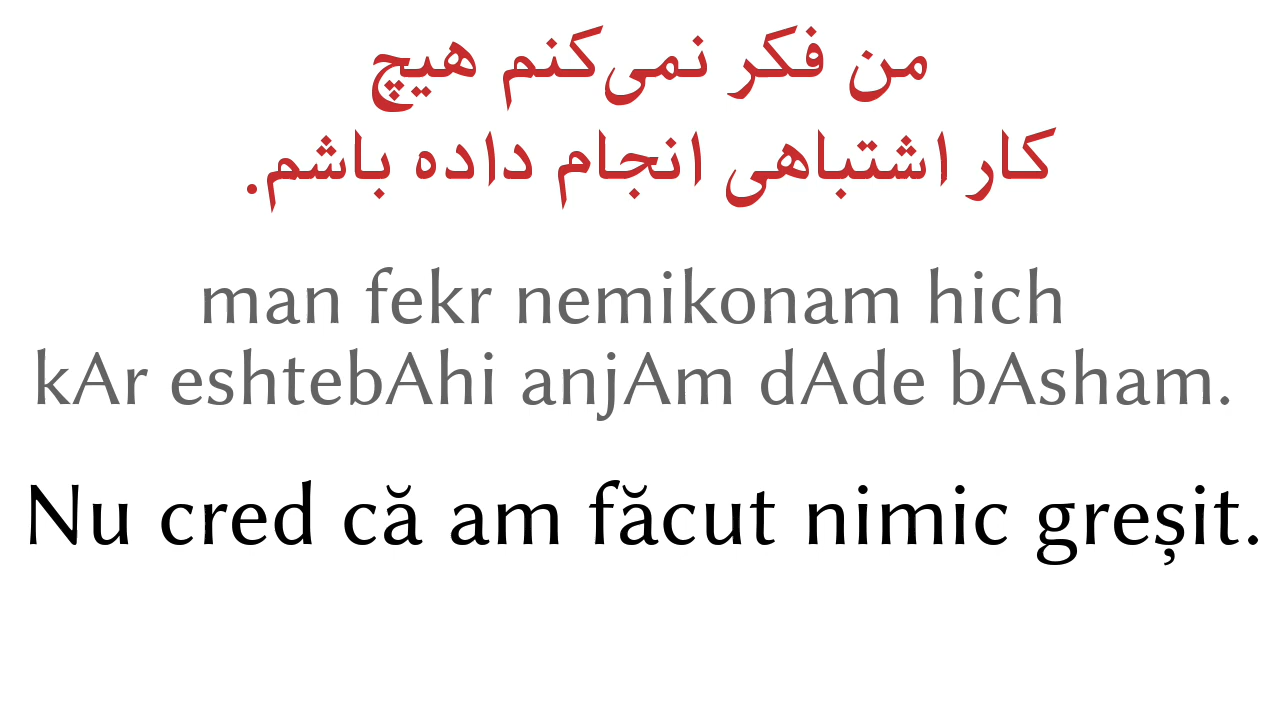 من فکر نمی‌کنم هیچ
کار اشتباهی انجام داده باشم.
man fekr nemikonam hich
kAr eshtebAhi anjAm dAde bAsham.
Nu cred că am făcut nimic greșit.